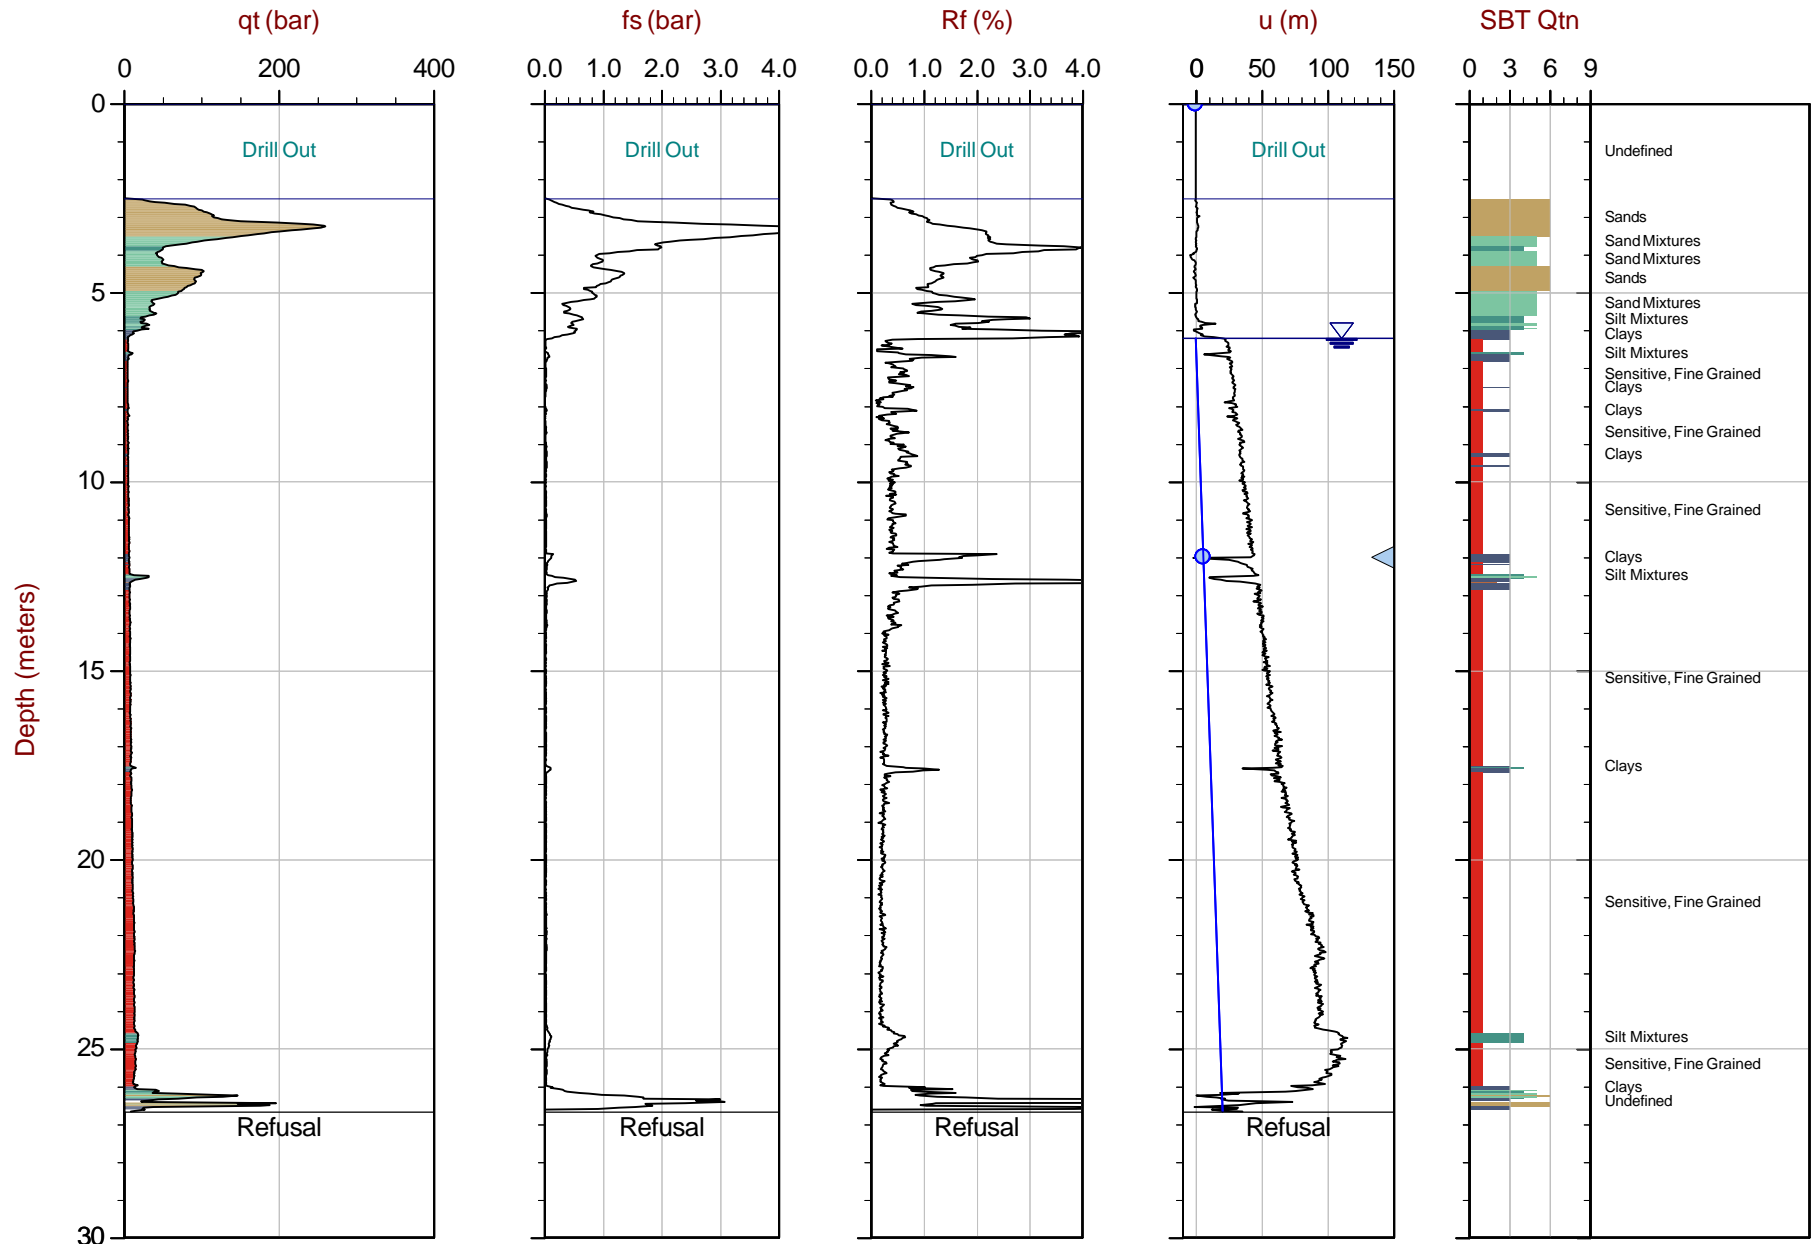 qt (bar) fs (bar) Rf (%) u (m) SBT Qtn
0 200 400 0.0 1.0 2.0 3.0 4.0 0.0 1.0 2.0 3.0 4.0 0 50 100 150 0 3 6 9
0
Drill Out Drill Out Drill Out Drill Out
Undefined
Sands
Sand Mixtures
Sand Mixtures
Sands
5
Sand Mixtures
Silt Mixtures
Clays
Silt Mixtures
Sensitive, Fine Grained
Clays
Clays
Sensitive, Fine Grained
Clays
10
Sensitive, Fine Grained
Clays
Silt Mixtures
15
Sensitive, Fine Grained
Depth (meters)
Clays
20
Sensitive, Fine Grained
Silt Mixtures
25
Sensitive, Fine Grained
Clays
Undefined
Refusal Refusal Refusal Refusal
30